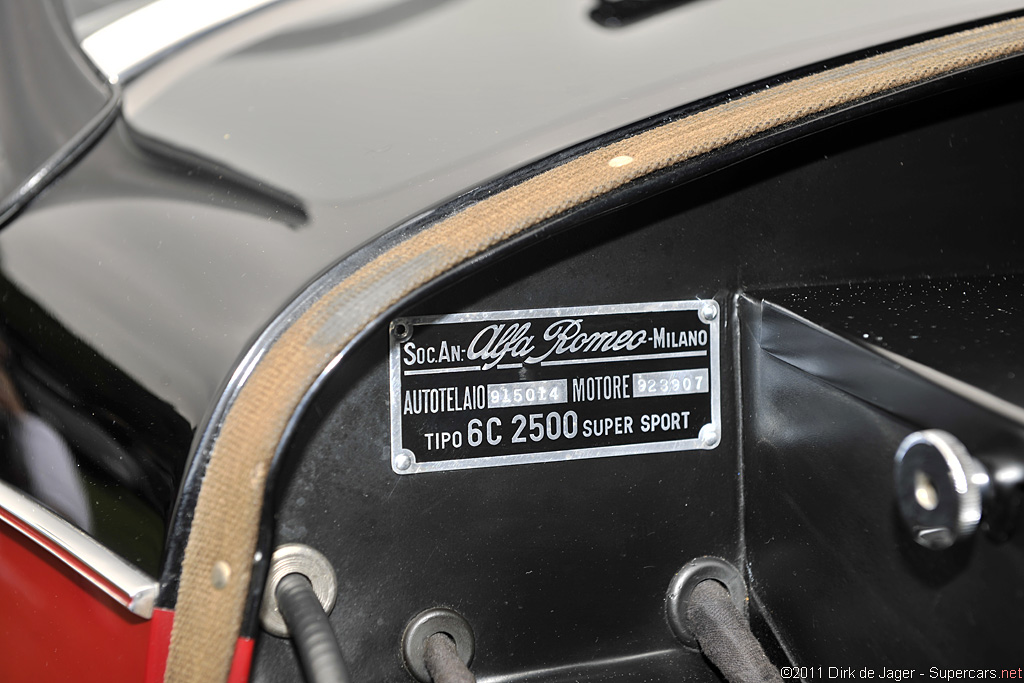 Soc.An.-Alfa Romeo-Milano
AUTOTELAIO 915014 MOTORE 923907
TIPO 6C 2500 SUPER SPORT
©2011 Dirk de Jager - Supercars.net